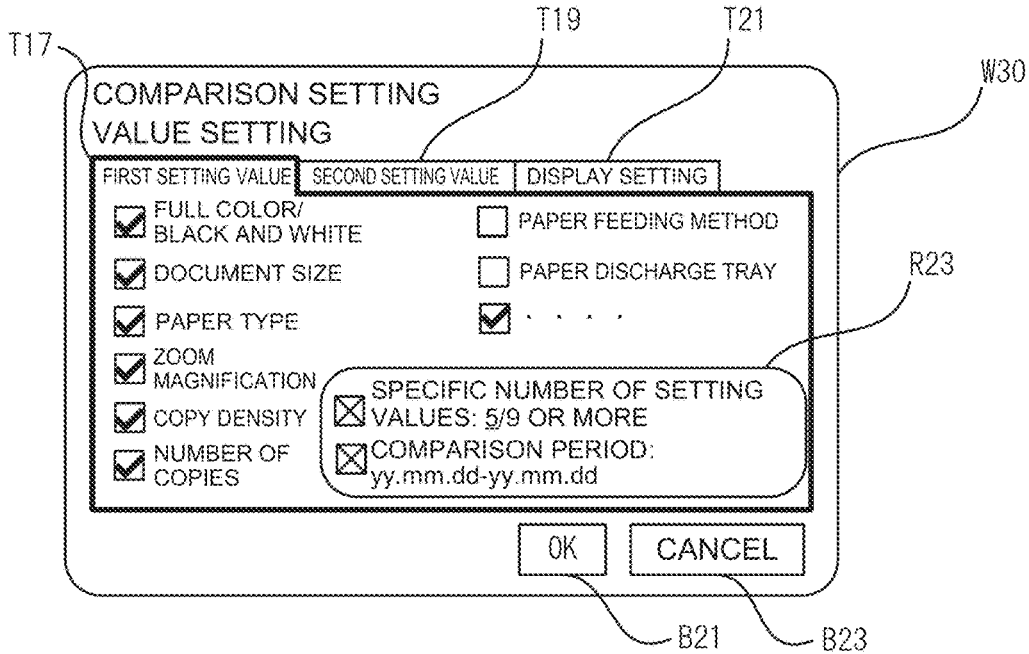 T17
T19
T21
W30
COMPARISON SETTING
VALUE SETTING
FIRST SETTING VALUE
SECOND SETTING VALUE
DISPLAY SETTING
FULL COLOR/
BLACK AND WHITE
DOCUMENT SIZE
PAPER TYPE
ZOOM
MAGNIFICATION
COPY DENSITY
NUMBER OF
COPIES
PAPER FEEDING METHOD
PAPER DISCHARGE TRAY
. . . .
R23
SPECIFIC NUMBER OF SETTING
VALUES: 5/9 OR MORE
COMPARISON PERIOD:
yy.mm.dd-yy.mm.dd
OK
CANCEL
B21
B23